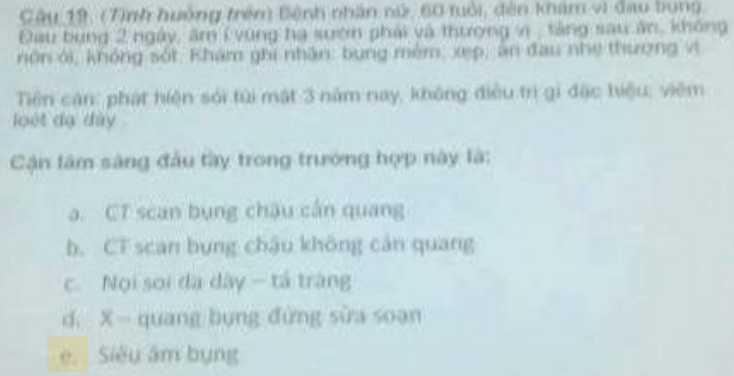 Câu 19. (Tình huống trên) Bệnh nhân nữ, 60 tuổi, đến khám vì đau bụng.
Đau bụng 2 ngày, âm ỉ vùng hạ sườn phải và thượng vị, tăng sau ăn, không
nôn ói, không sốt. Khám ghi nhận: bụng mềm, xẹp, ấn đau nhẹ thượng vị
Tiền căn: phát hiện sỏi túi mật 3 năm nay, không điều trị gì đặc hiệu; viêm
loét dạ dày.
Cận lâm sàng đầu tay trong trường hợp này là:
a. CT scan bụng chậu cản quang
b. CT scan bụng chậu không cản quang
c. Nọi soi dạ dày – tá tràng
d. X – quang bụng đứng sửa soạn
e. Siêu âm bụng